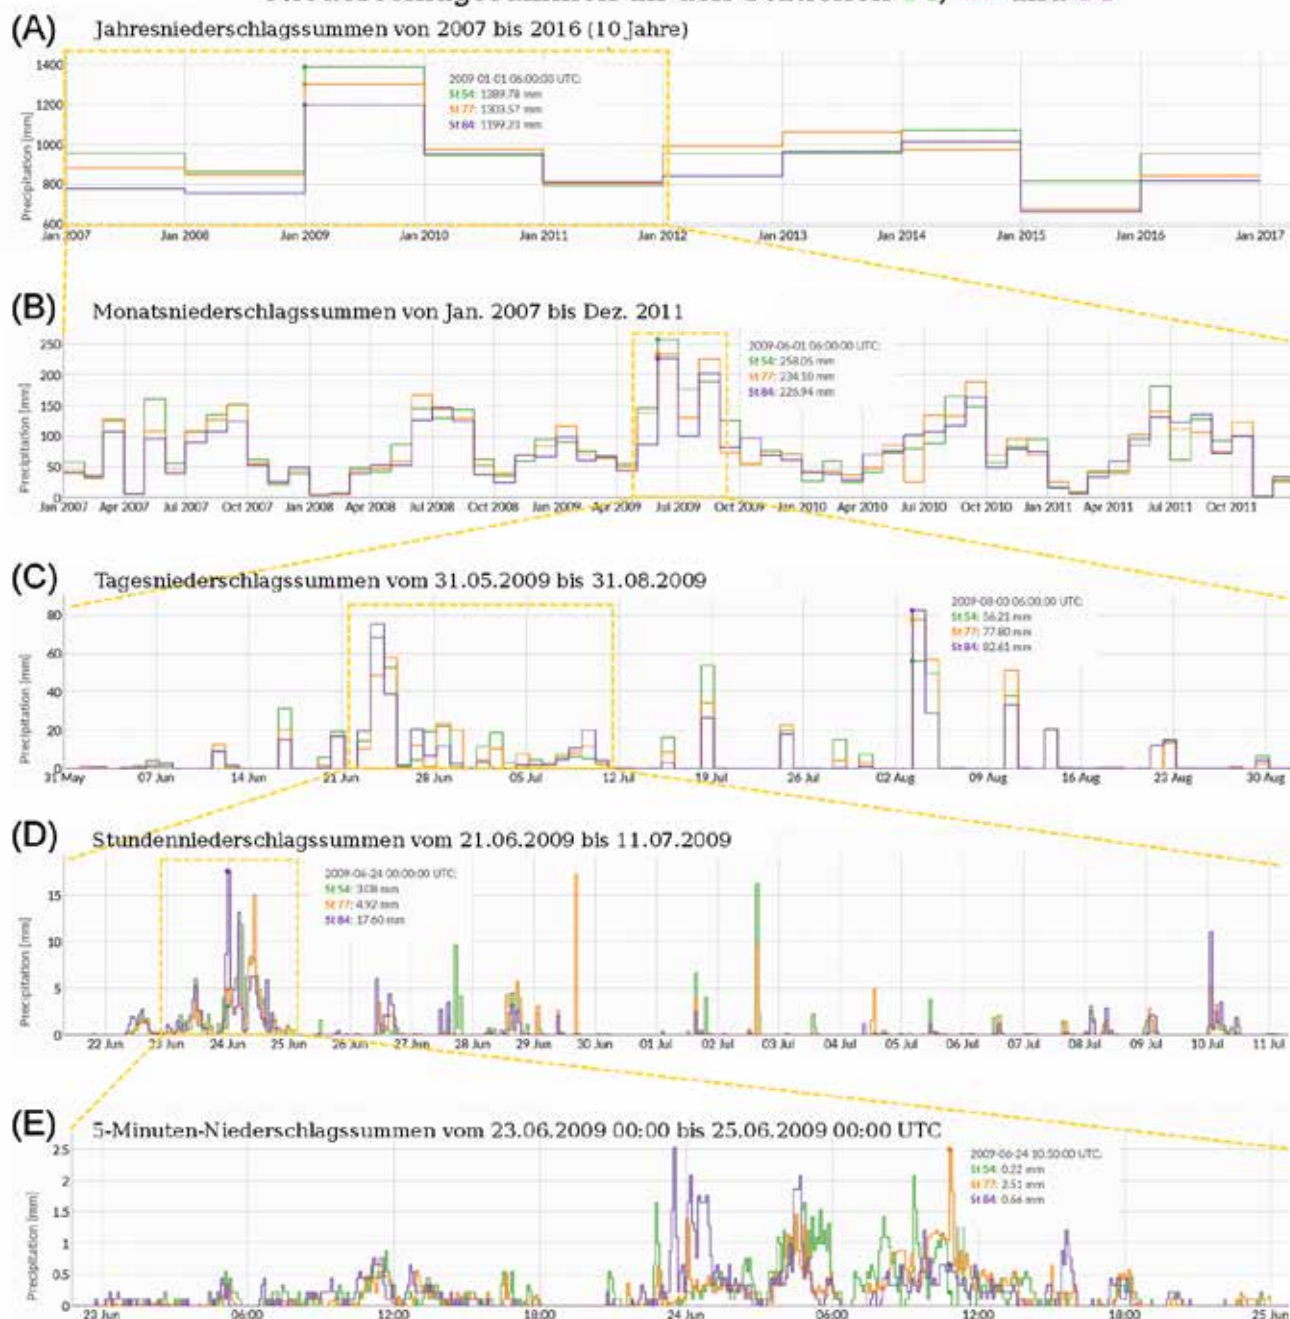 Niederschlagssummen an den Stationen 54, 77 und 84
(A) Jahresniederschlagssummen von 2007 bis 2016 (10 Jahre)
Precipitation [mm]
1400
1200
1000
800
600
2009-01-01 06:00:00 UTC:
St 54: 1389.78 mm
St 77: 1303.57 mm
St 84: 1199.23 mm
Jan 2007 Jan 2008 Jan 2009 Jan 2010 Jan 2011 Jan 2012 Jan 2013 Jan 2014 Jan 2015 Jan 2016 Jan 2017
(B) Monatsniederschlagssummen von Jan. 2007 bis Dez. 2011
Precipitation [mm]
250
200
150
100
50
0
2009-06-01 06:00:00 UTC:
St 54: 258.05 mm
St 77: 234.10 mm
St 84: 226.94 mm
Jan 2007 Apr 2007 Jul 2007 Oct 2007 Jan 2008 Apr 2008 Jul 2008 Oct 2008 Jan 2009 Apr 2009 Jul 2009 Oct 2009 Jan 2010 Apr 2010 Jul 2010 Oct 2010 Jan 2011 Apr 2011 Jul 2011 Oct 2011
(C) Tagesniederschlagssummen vom 31.05.2009 bis 31.08.2009
Precipitation [mm]
80
60
40
20
0
2009-08-03 06:00:00 UTC:
St 54: 56.21 mm
St 77: 77.80 mm
St 84: 82.61 mm
31 May 07 Jun 14 Jun 21 Jun 28 Jun 05 Jul 12 Jul 19 Jul 26 Jul 02 Aug 09 Aug 16 Aug 23 Aug 30 Aug
(D) Stundenniederschlagssummen vom 21.06.2009 bis 11.07.2009
Precipitation [mm]
15
10
5
0
2009-06-24 00:00:00 UTC:
St 54: 3.08 mm
St 77: 4.92 mm
St 84: 17.60 mm
22 Jun 23 Jun 24 Jun 25 Jun 26 Jun 27 Jun 28 Jun 29 Jun 30 Jun 01 Jul 02 Jul 03 Jul 04 Jul 05 Jul 06 Jul 07 Jul 08 Jul 09 Jul 10 Jul 11 Jul
(E) 5-Minuten-Niederschlagssummen vom 23.06.2009 00:00 bis 25.06.2009 00:00 UTC
Precipitation [mm]
2.5
2
1.5
1
0.5
0
2009-06-24 10:50:00 UTC:
St 54: 0.22 mm
St 77: 2.51 mm
St 84: 0.66 mm
23 Jun 06:00 12:00 18:00 24 Jun 06:00 12:00 18:00 25 Jun